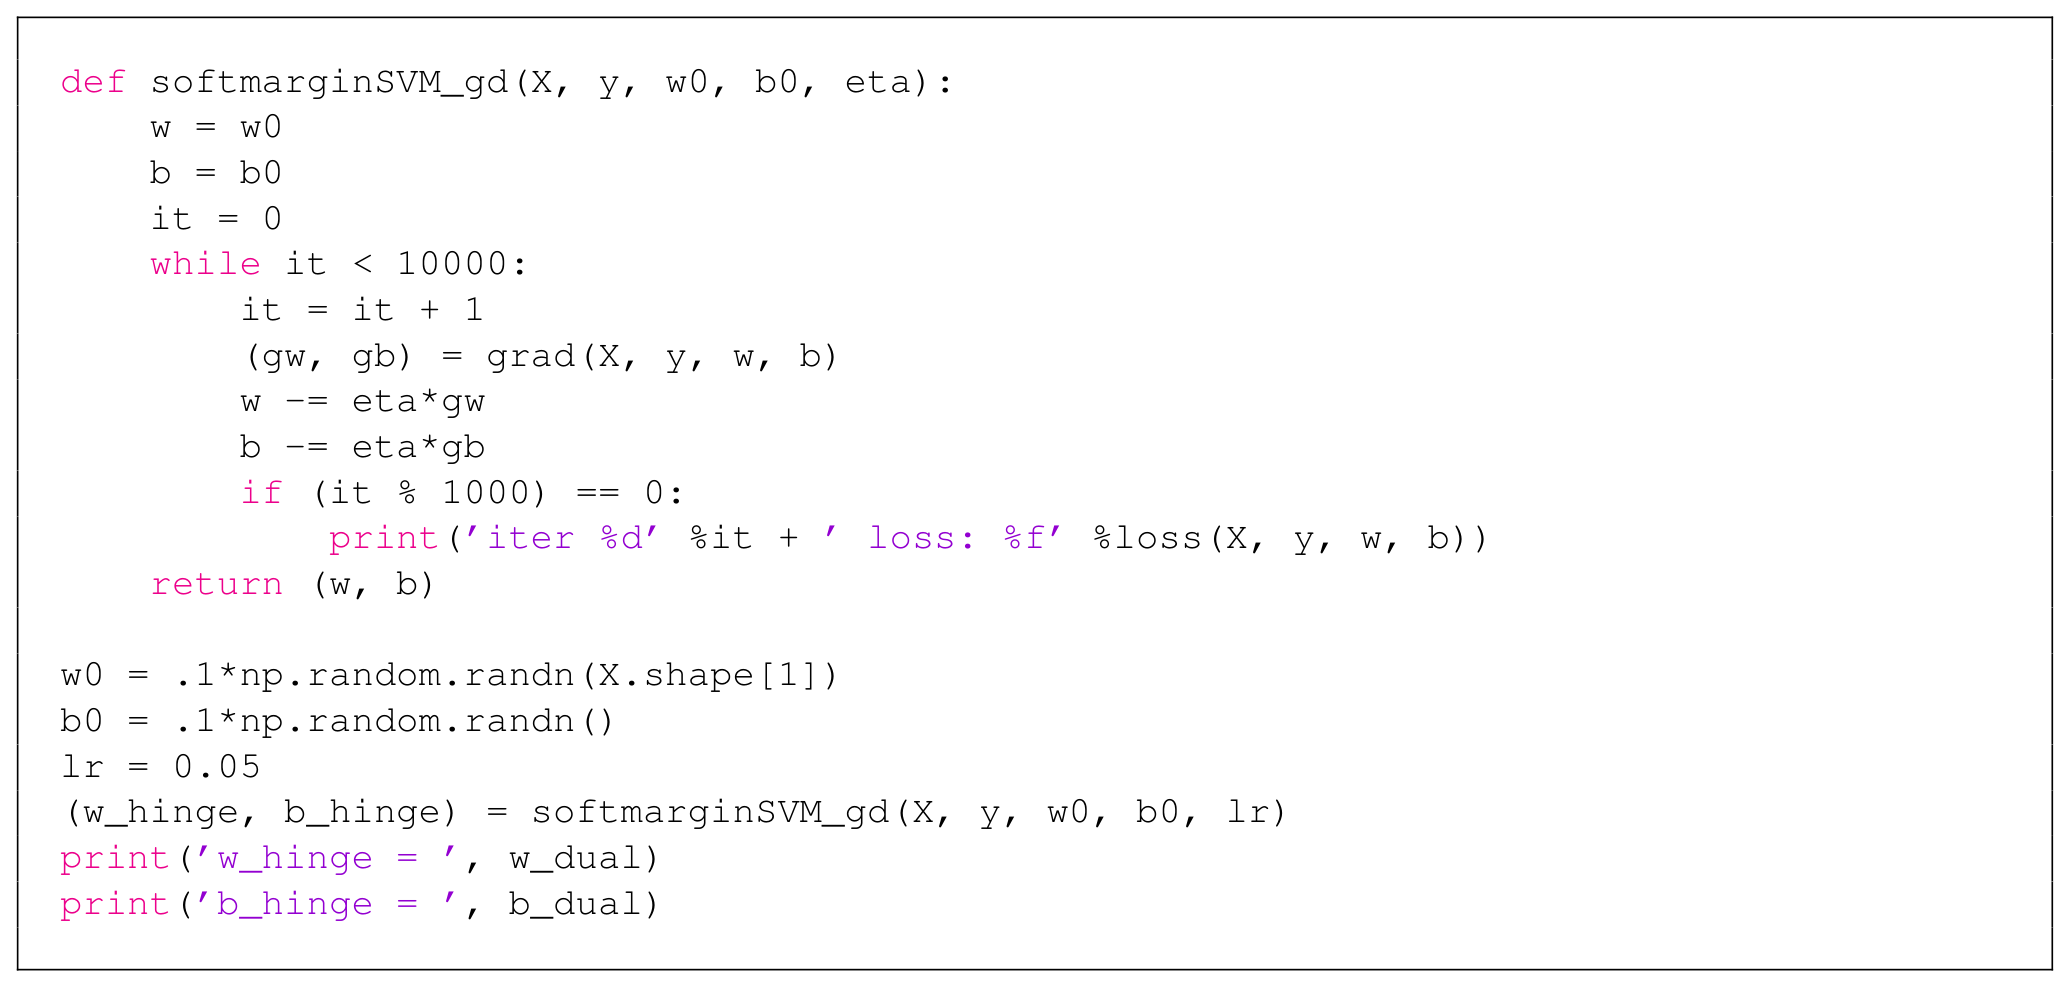 def softmarginSVM_gd(X, y, w0, b0, eta):
    w = w0
    b = b0
    it = 0
    while it < 10000:
        it = it + 1
        (gw, gb) = grad(X, y, w, b)
        w -= eta*gw
        b -= eta*gb
        if (it % 1000) == 0:
            print('iter %d' %it + ' loss: %f' %loss(X, y, w, b))
    return (w, b)

w0 = .1*np.random.randn(X.shape[1])
b0 = .1*np.random.randn()
lr = 0.05
(w_hinge, b_hinge) = softmarginSVM_gd(X, y, w0, b0, lr)
print('w_hinge = ', w_dual)
print('b_hinge = ', b_dual)